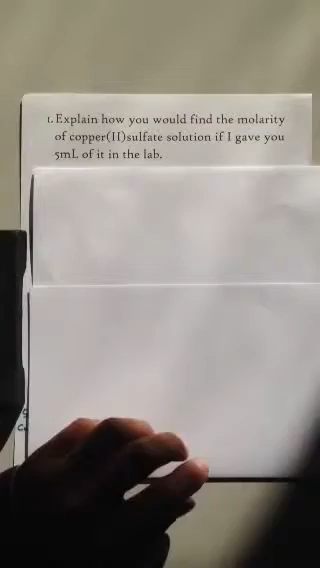 1. Explain how you would find the molarity
of copper(II)sulfate solution if I gave you
5mL of it in the lab.